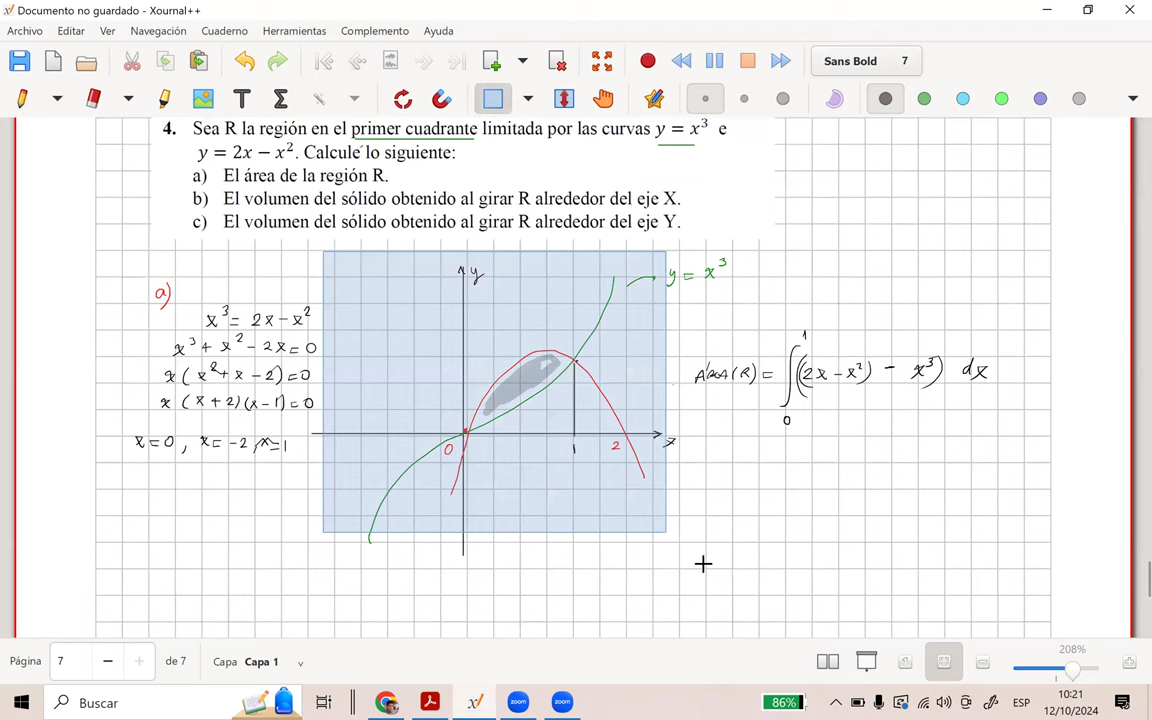 Documento no guardado - Xournal++
Archivo Editar Ver Navegación Cuaderno Herramientas Complemento Ayuda
Sans Bold 7
4. Sea R la región en el primer cuadrante limitada por las curvas y = x³ e
y = 2x − x². Calcule lo siguiente:
a) El área de la región R.
b) El volumen del sólido obtenido al girar R alrededor del eje X.
c) El volumen del sólido obtenido al girar R alrededor del eje Y.
a)
x³ = 2x − x²
x³ + x² − 2x = 0
x (x² + x − 2) = 0
x (x + 2)(x − 1) = 0
x = 0, x = −2, x = 1
y
y = x³
0
1
2
x
Área(R) = ∫₀¹ ((2x − x²) − x³) dx
Página 7 de 7 Capa Capa 1
208%
Buscar
86%
ESP
10:21
12/10/2024